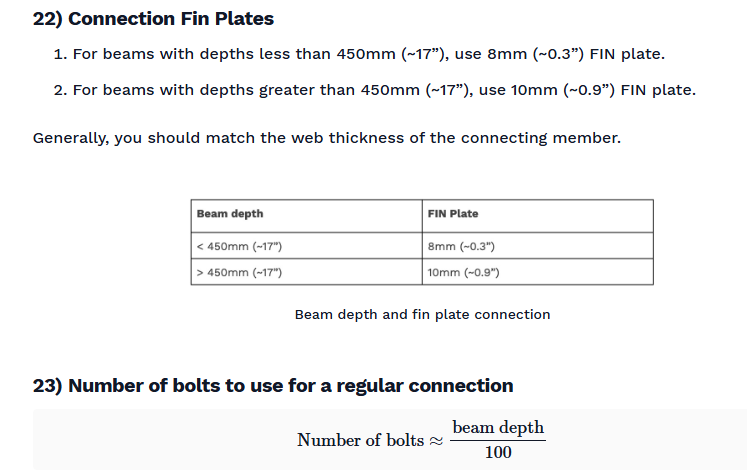 22) Connection Fin Plates
1. For beams with depths less than 450mm (~17”), use 8mm (~0.3”) FIN plate.
2. For beams with depths greater than 450mm (~17”), use 10mm (~0.9”) FIN plate.
Generally, you should match the web thickness of the connecting member.
Beam depth FIN Plate
< 450mm (~17") 8mm (~0.3")
> 450mm (~17") 10mm (~0.9")
Beam depth and fin plate connection
23) Number of bolts to use for a regular connection
Number of bolts ≈ beam depth / 100